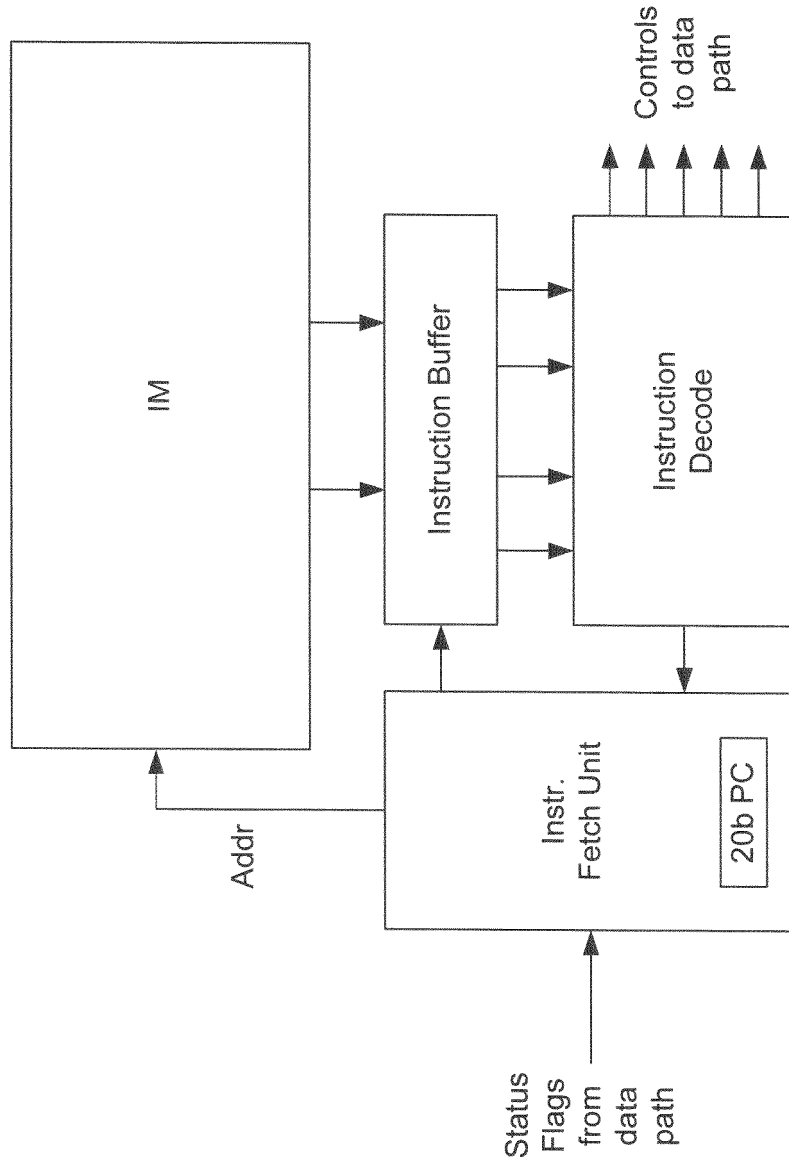 IM
Addr
Instruction Buffer
Instr.
Fetch Unit
20b PC
Instruction
Decode
Status
Flags
from
data
path
Controls
to data
path